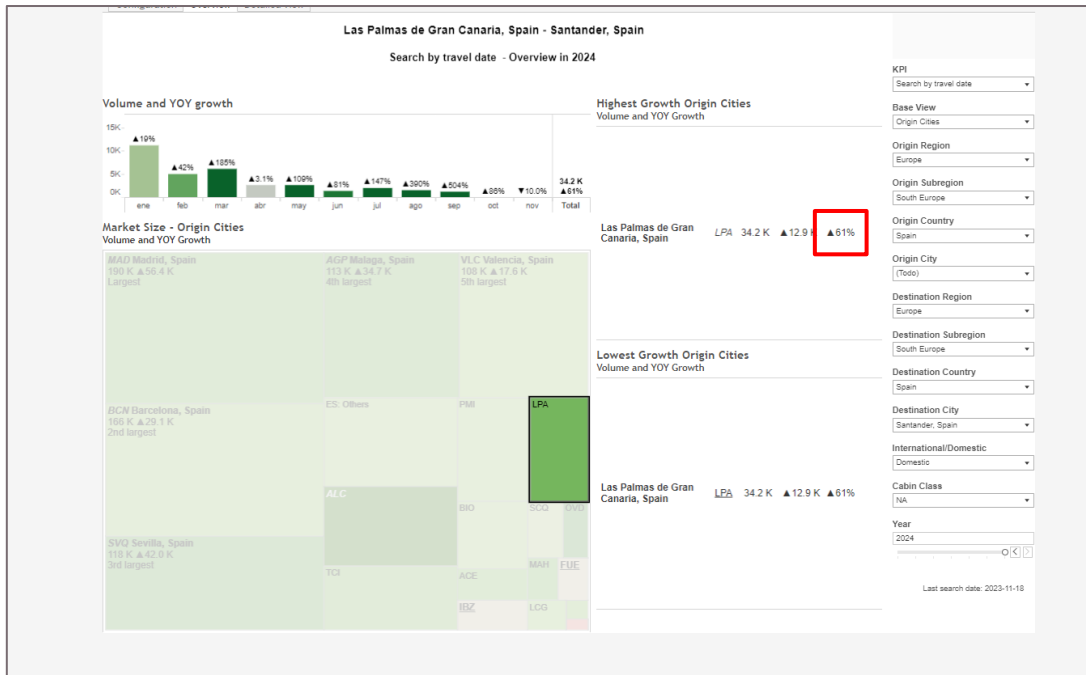 Configuration Overview Detailed View
Las Palmas de Gran Canaria, Spain - Santander, Spain
Search by travel date - Overview in 2024
Volume and YOY growth
15K
10K
5K
0K
▲19%
▲42%
▲185%
▲3.1%
▲109%
▲81%
▲147%
▲390%
▲504%
▲86%
▼10.0%
34.2 K
▲61%
ene feb mar abr may jun jul ago sep oct nov Total
Market Size - Origin Cities
Volume and YOY Growth
MAD Madrid, Spain
190 K ▲56.4 K
Largest
AGP Malaga, Spain
113 K ▲34.7 K
4th largest
VLC Valencia, Spain
108 K ▲17.6 K
5th largest
BCN Barcelona, Spain
166 K ▲29.1 K
2nd largest
ES: Others
PMI
LPA
ALC
BIO
SCQ
OVD
SVQ Sevilla, Spain
118 K ▲42.0 K
3rd largest
TCI
ACE
MAH
FUE
IBZ
LCG
Highest Growth Origin Cities
Volume and YOY Growth
Las Palmas de Gran
Canaria, Spain
LPA 34.2 K ▲12.9 K ▲61%
Lowest Growth Origin Cities
Volume and YOY Growth
Las Palmas de Gran
Canaria, Spain
LPA 34.2 K ▲12.9 K ▲61%
KPI
Search by travel date
Base View
Origin Cities
Origin Region
Europe
Origin Subregion
South Europe
Origin Country
Spain
Origin City
(Todo)
Destination Region
Europe
Destination Subregion
South Europe
Destination Country
Spain
Destination City
Santander, Spain
International/Domestic
Domestic
Cabin Class
NA
Year
2024
Last search date: 2023-11-18